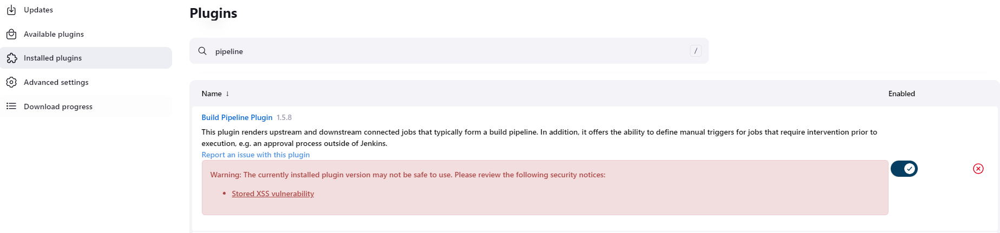 Updates
Available plugins
Installed plugins
Advanced settings
Download progress
Plugins
pipeline
/
Name ↓
Enabled
Build Pipeline Plugin 1.5.8
This plugin renders upstream and downstream connected jobs that typically form a build pipeline. In addition, it offers the ability to define manual triggers for jobs that require intervention prior to
execution, e.g. an approval process outside of Jenkins.
Report an issue with this plugin
Warning: The currently installed plugin version may not be safe to use. Please review the following security notices:
• Stored XSS vulnerability